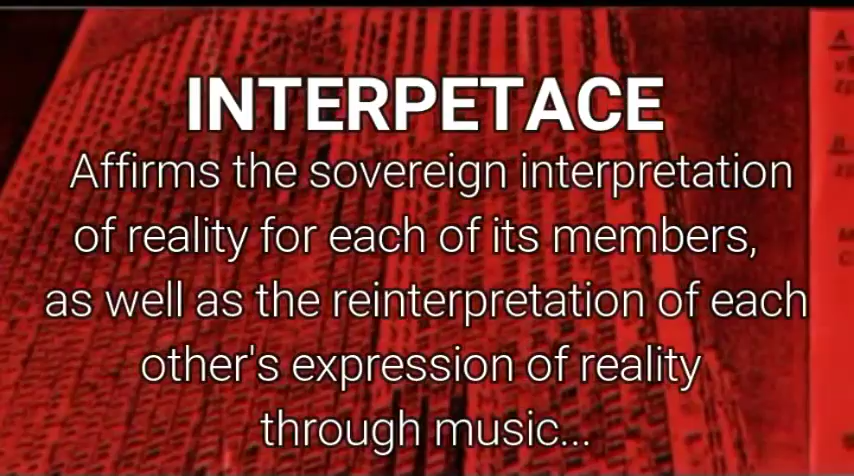 INTERPETACE
Affirms the sovereign interpretation
of reality for each of its members,
as well as the reinterpretation of each
other's expression of reality
through music...